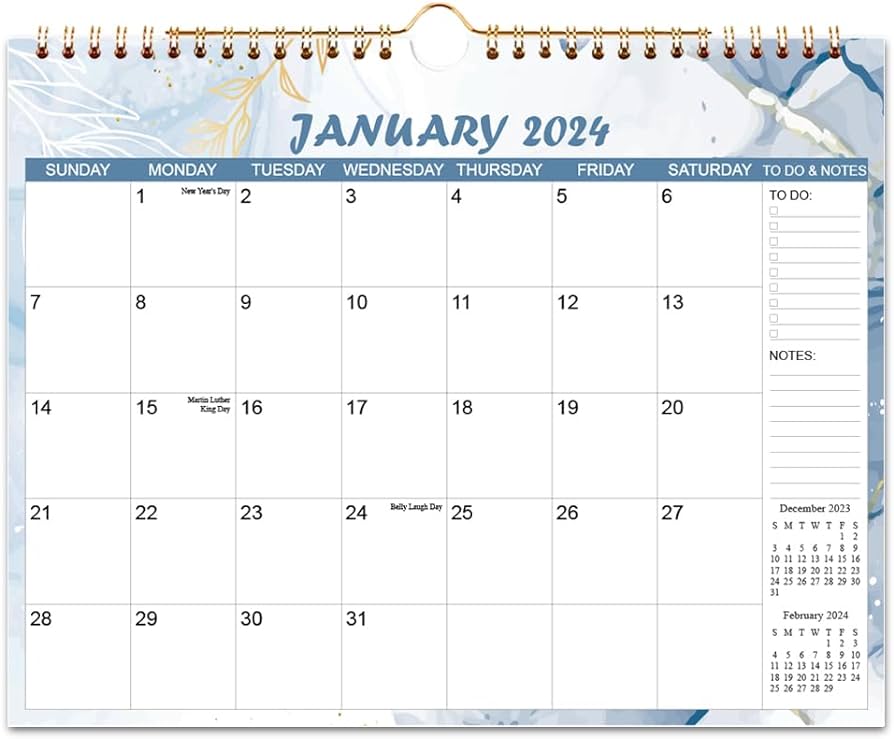 JANUARY 2024
SUNDAY MONDAY TUESDAY WEDNESDAY THURSDAY FRIDAY SATURDAY TO DO & NOTES
1 New Year's Day 2 3 4 5 6
7 8 9 10 11 12 13
14 15 Martin Luther
King Day 16 17 18 19 20
21 22 23 24 Belly Laugh Day 25 26 27
28 29 30 31
TO DO:
NOTES:
December 2023
S M T W T F S
1 2
3 4 5 6 7 8 9
10 11 12 13 14 15 16
17 18 19 20 21 22 23
24 25 26 27 28 29 30
31
February 2024
S M T W T F S
1 2 3
4 5 6 7 8 9 10
11 12 13 14 15 16 17
18 19 20 21 22 23 24
25 26 27 28 29